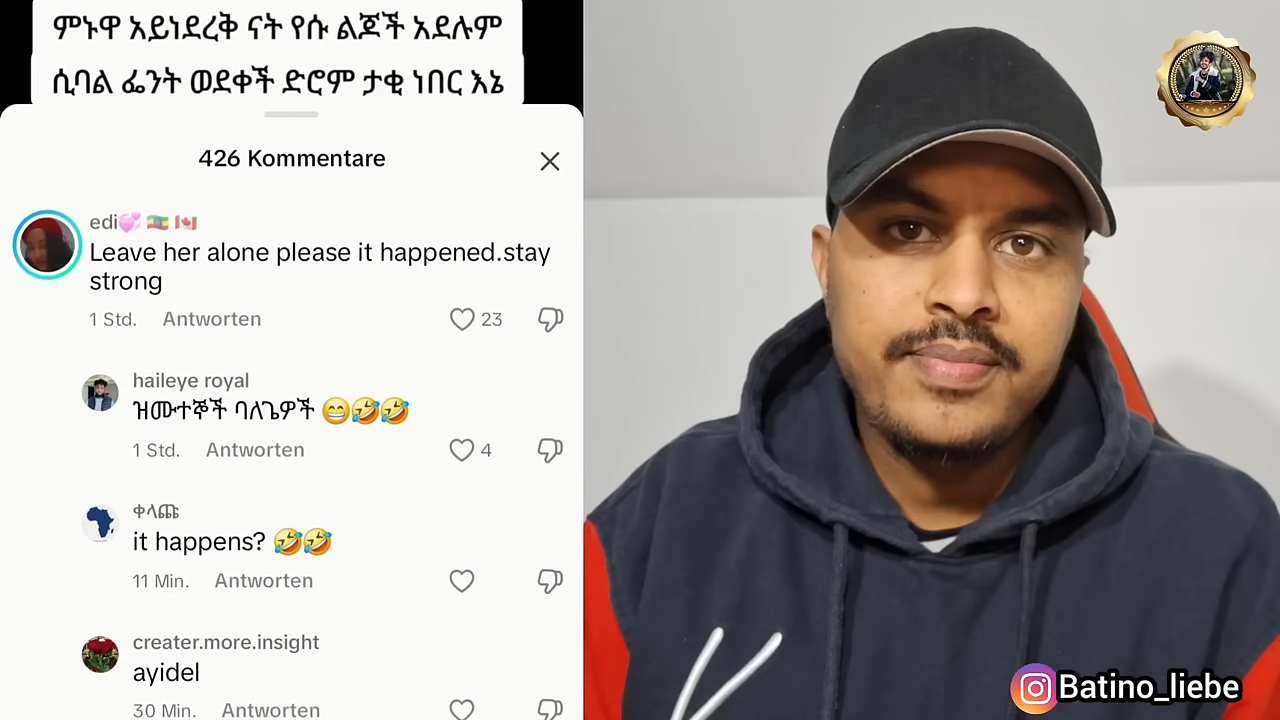 ምኑዋ አይነደረቅ ናት የሱ ልጆች አደሉም
ሲባል ፌንት ወደቀች ድሮም ታቂ ነበር እኔ
426 Kommentare
edi💞 🇪🇹 🇨🇦
Leave her alone please it happened.stay
strong
1 Std. Antworten 23
haileye royal
ዝሙተኞች ባለጌዎች 😁🤣🤣
1 Std. Antworten 4
ቀላጩ
it happens? 🤣🤣
11 Min. Antworten
creater.more.insight
ayidel
30 Min. Antworten
Batino_liebe